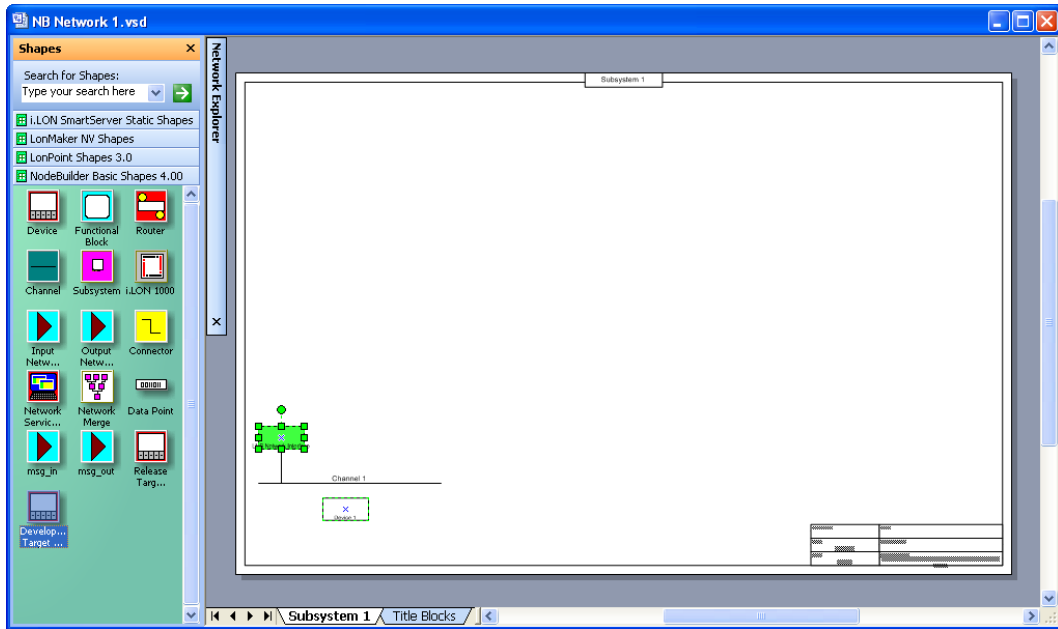 NB Network 1.vsd
Shapes
Search for Shapes:
Type your search here
i.LON SmartServer Static Shapes
LonMaker NV Shapes
LonPoint Shapes 3.0
NodeBuilder Basic Shapes 4.00
Device
Functional
Block
Router
Channel
Subsystem
i.LON 1000
Input
Netw...
Output
Netw...
Connector
Network
Servic...
Network
Merge
Data Point
msg_in
msg_out
Release
Targ...
Develop...
Target ...
Network Explorer
Subsystem 1
Channel 1
Device 1
Subsystem 1
Title Blocks